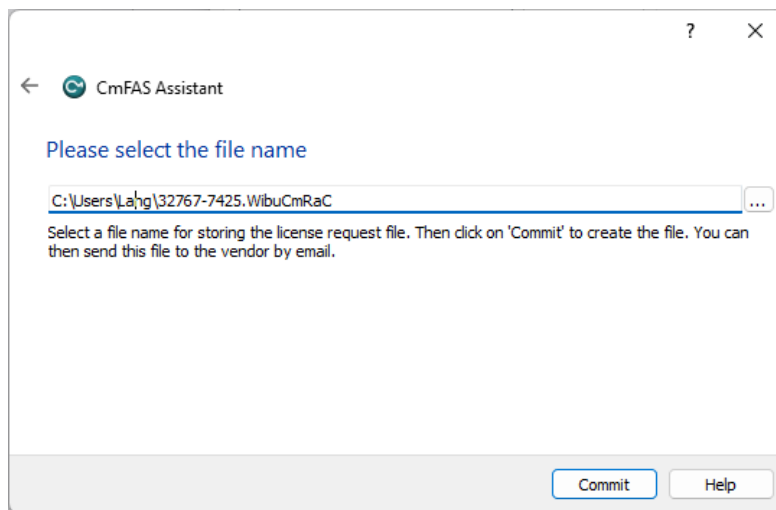 ?
CmFAS Assistant
Please select the file name
C:\Users\Lang\32767-7425.WibuCmRaC
...
Select a file name for storing the license request file. Then click on 'Commit' to create the file. You can
then send this file to the vendor by email.
Commit
Help